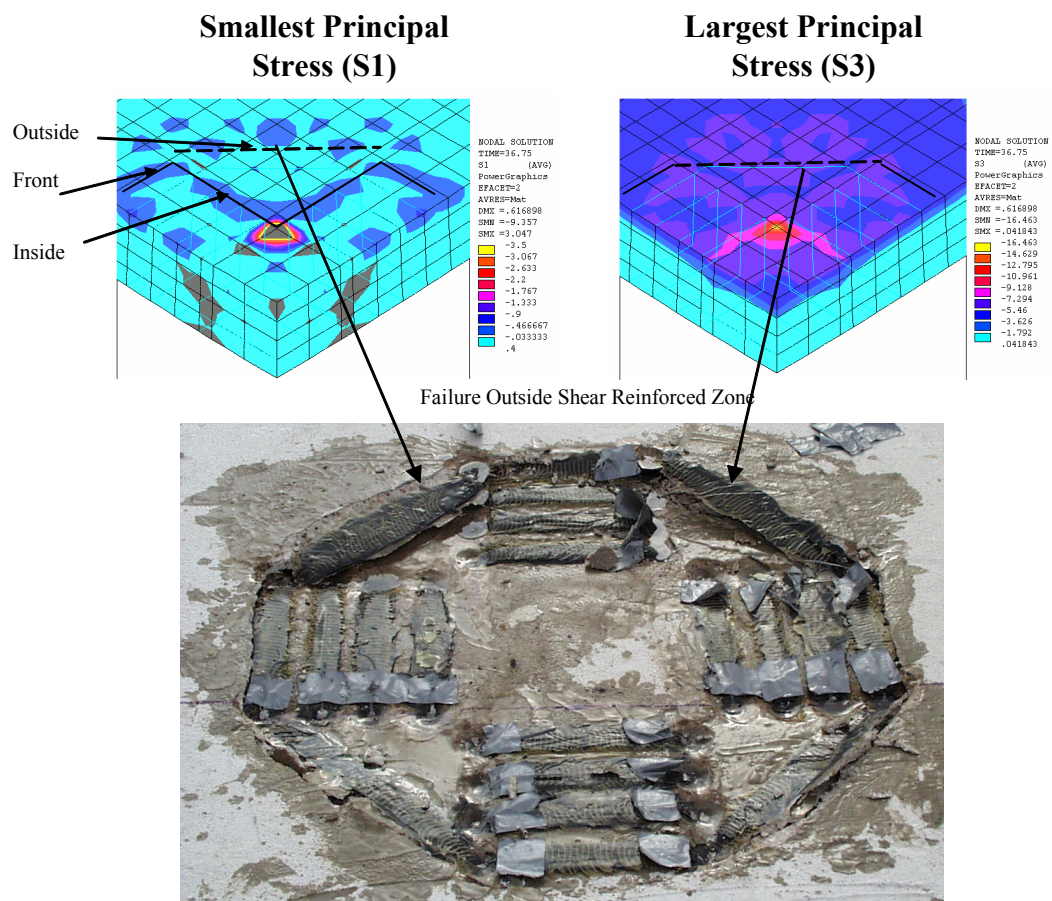 Smallest Principal
Stress (S1)
Largest Principal
Stress (S3)
Outside
Front
Inside
NODAL SOLUTION
TIME=36.75
S1 (AVG)
PowerGraphics
EFACET=2
AVRES=Mat
DMX =.616898
SMN =-9.357
SMX =3.047
-3.5
-3.067
-2.633
-2.2
-1.767
-1.333
-.9
-.466667
-.033333
.4
NODAL SOLUTION
TIME=36.75
S3 (AVG)
PowerGraphics
EFACET=2
AVRES=Mat
DMX =.616898
SMN =-16.463
SMX =.041843
-16.463
-14.629
-12.795
-10.961
-9.128
-7.294
-5.46
-3.626
-1.792
.041843
Failure Outside Shear Reinforced Zone